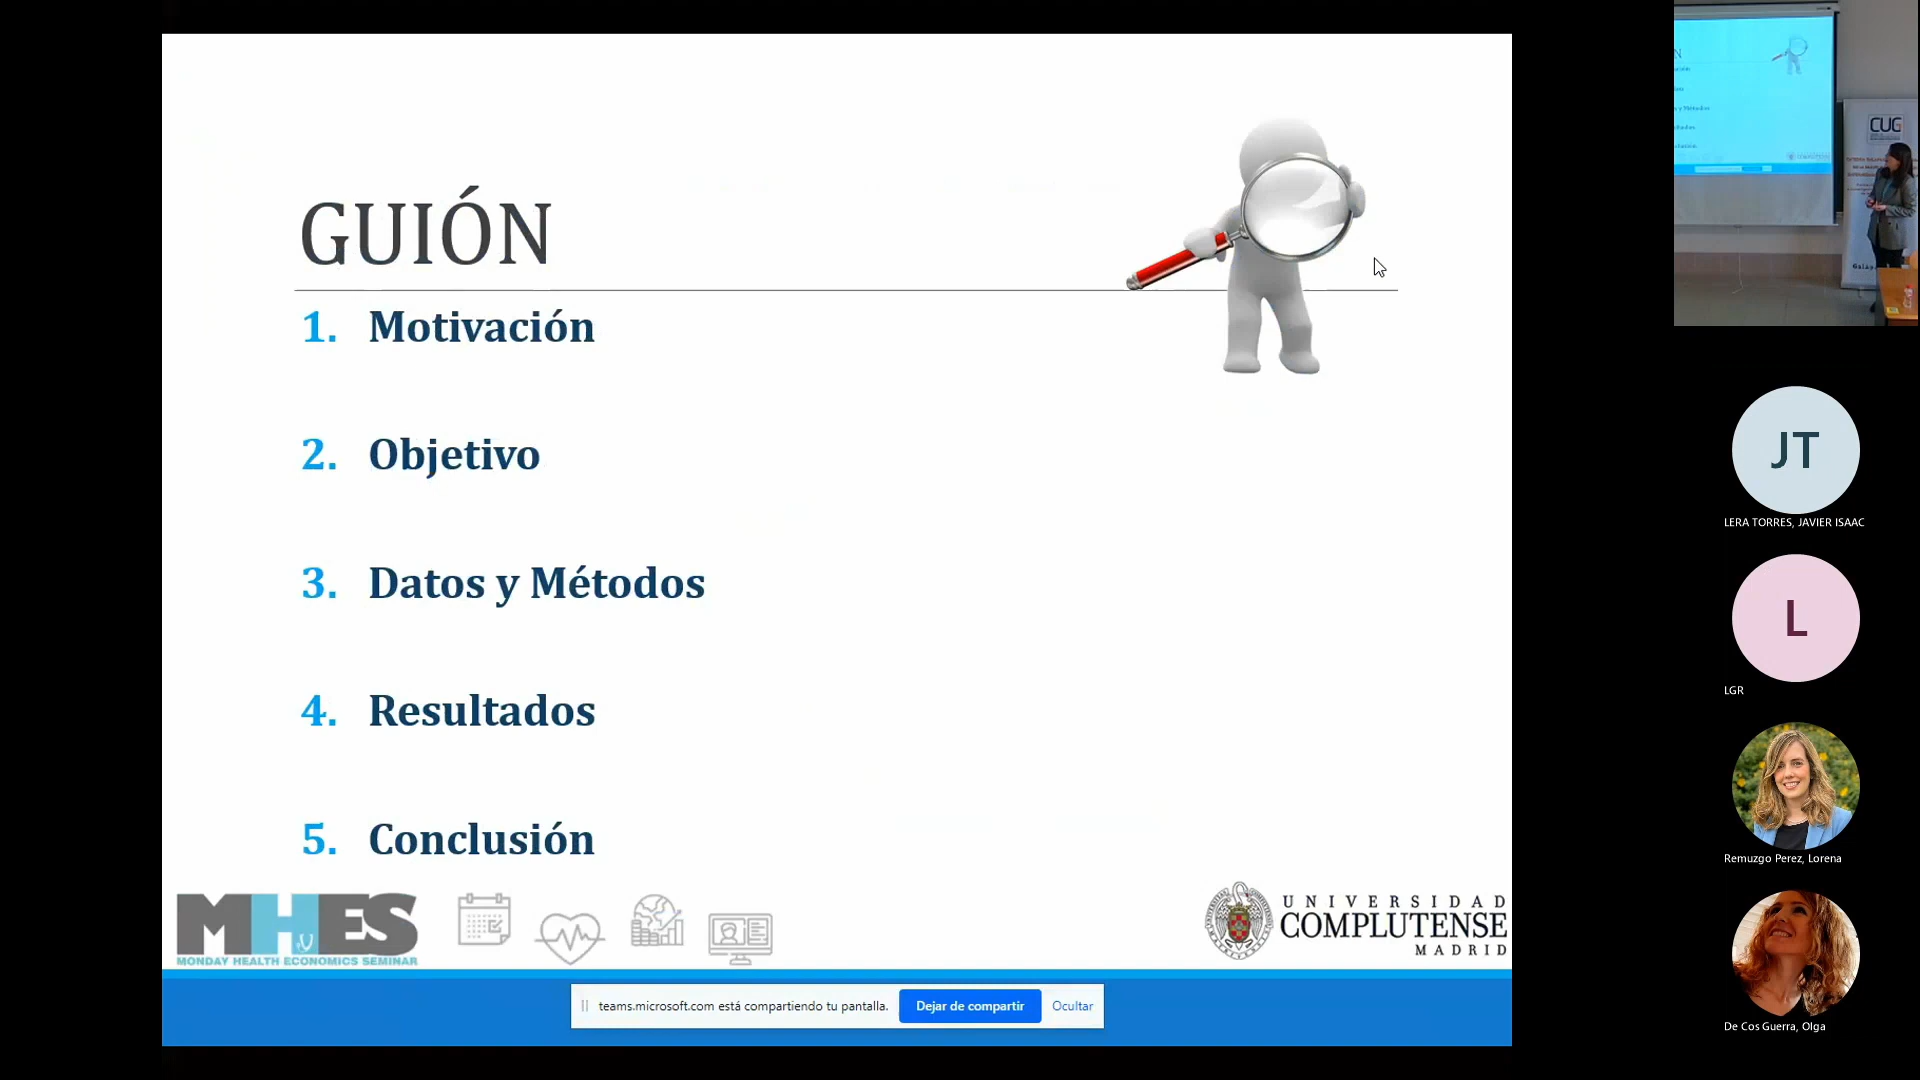 GUIÓN
1. Motivación
2. Objetivo
3. Datos y Métodos
4. Resultados
5. Conclusión
MHES
MONDAY HEALTH ECONOMICS SEMINAR
UNIVERSIDAD
COMPLUTENSE
MADRID
teams.microsoft.com está compartiendo tu pantalla.
Dejar de compartir
Ocultar
CUG
JT
LERA TORRES, JAVIER ISAAC
L
LGR
Remuzgo Perez, Lorena
De Cos Guerra, Olga